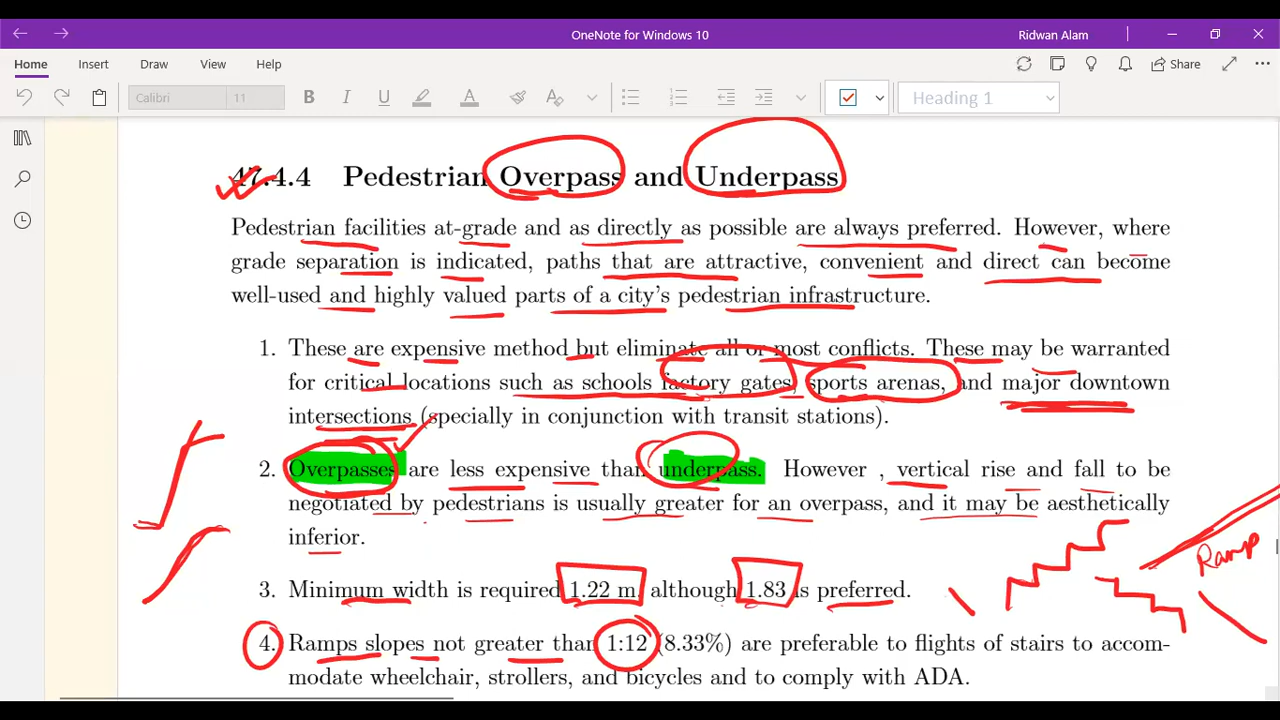 OneNote for Windows 10
Ridwan Alam
Home Insert Draw View Help
Share
Calibri 11 B I U A Heading 1
47.4.4 Pedestrian Overpass and Underpass
Pedestrian facilities at-grade and as directly as possible are always preferred. However, where
grade separation is indicated, paths that are attractive, convenient and direct can become
well-used and highly valued parts of a city's pedestrian infrastructure.
1. These are expensive method but eliminate all or most conflicts. These may be warranted
for critical locations such as schools factory gates, sports arenas, and major downtown
intersections (specially in conjunction with transit stations).
2. Overpasses are less expensive than underpass. However , vertical rise and fall to be
negotiated by pedestrians is usually greater for an overpass, and it may be aesthetically
inferior.
Ramp
3. Minimum width is required 1.22 m, although 1.83 is preferred.
4. Ramps slopes not greater than 1:12 (8.33%) are preferable to flights of stairs to accom-
modate wheelchair, strollers, and bicycles and to comply with ADA.